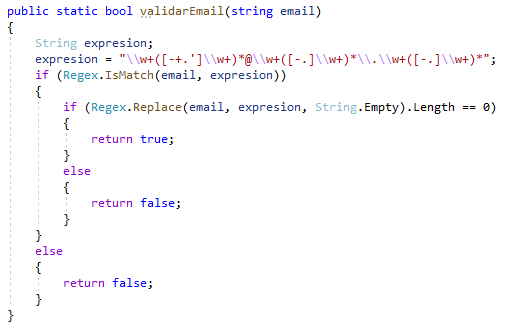 public static bool validarEmail(string email)
{
    String expresion;
    expresion = "\\w+([-+.']\\w+)*@\\w+([-.]\\w+)*\\.\\w+([-.]\\w+)*";
    if (Regex.IsMatch(email, expresion))
    {
        if (Regex.Replace(email, expresion, String.Empty).Length == 0)
        {
            return true;
        }
        else
        {
            return false;
        }
    }
    else
    {
        return false;
    }
}